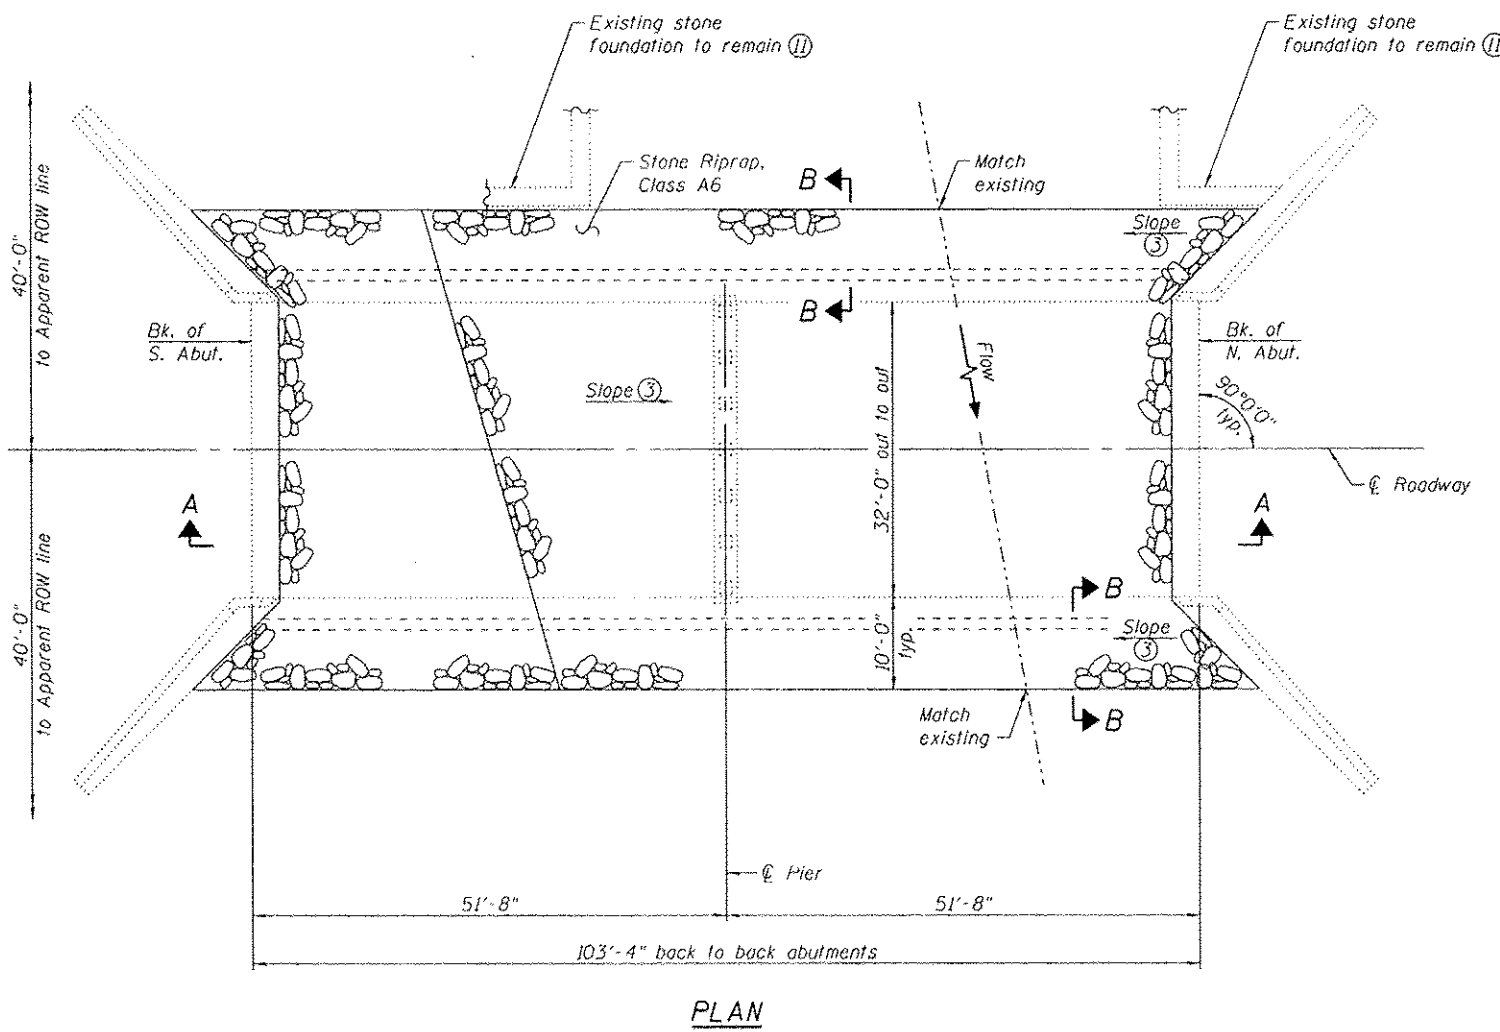 Existing stone
foundation to remain (11)
Existing stone
foundation to remain (11)
40'-0"
to Apparent ROW line
Stone Riprap,
Class A6
B
Match
existing
Slope
(3)
B
Bk. of
S. Abut.
Bk. of
N. Abut.
Flow
Slope (3)
90°0'0"
typ.
32'-0" out to out
℄ Roadway
A
A
40'-0"
to Apparent ROW line
B
10'-0"
typ.
Slope
(3)
Match
existing
B
℄ Pier
51'-8"
51'-8"
103'-4" back to back abutments
PLAN